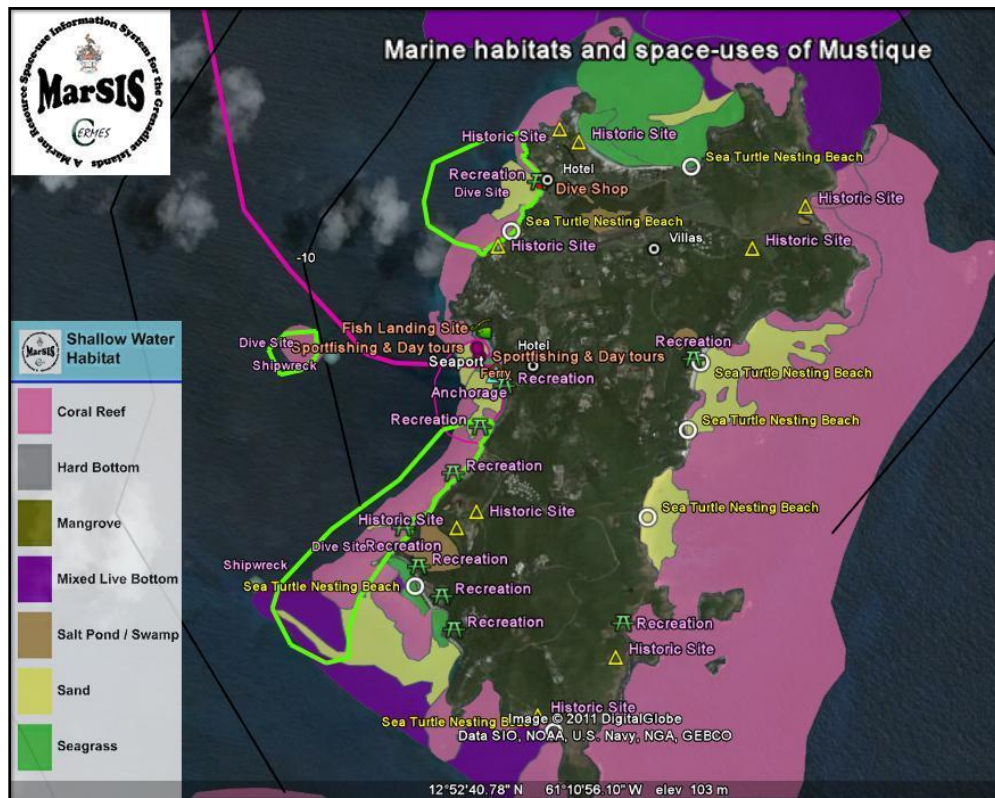 A Marine Resource Space-use Information System for the Grenadine Islands
MarSIS
CERMES
Marine habitats and space-uses of Mustique
Historic Site
Historic Site
Sea Turtle Nesting Beach
Hotel
Recreation
Dive Site
Dive Shop
Historic Site
Sea Turtle Nesting Beach
Historic Site
Villas
Historic Site
-10
Shallow Water
Habitat
MarSIS
Coral Reef
Hard Bottom
Mangrove
Mixed Live Bottom
Salt Pond / Swamp
Sand
Seagrass
Fish Landing Site
Dive Site
Sportfishing & Day tours
Shipwreck
Seaport
Hotel
Sportfishing & Day tours
Recreation
Sea Turtle Nesting Beach
Ferry
Recreation
Anchorage
Recreation
Sea Turtle Nesting Beach
Recreation
Historic Site
Historic Site
Sea Turtle Nesting Beach
Dive Site
Recreation
Shipwreck
Recreation
Sea Turtle Nesting Beach
Recreation
Recreation
Recreation
Historic Site
Historic Site
Sea Turtle Nesting
Image © 2011 DigitalGlobe
Data SIO, NOAA, U.S. Navy, NGA, GEBCO
12°52'40.78" N 61°10'56.10" W elev 103 m